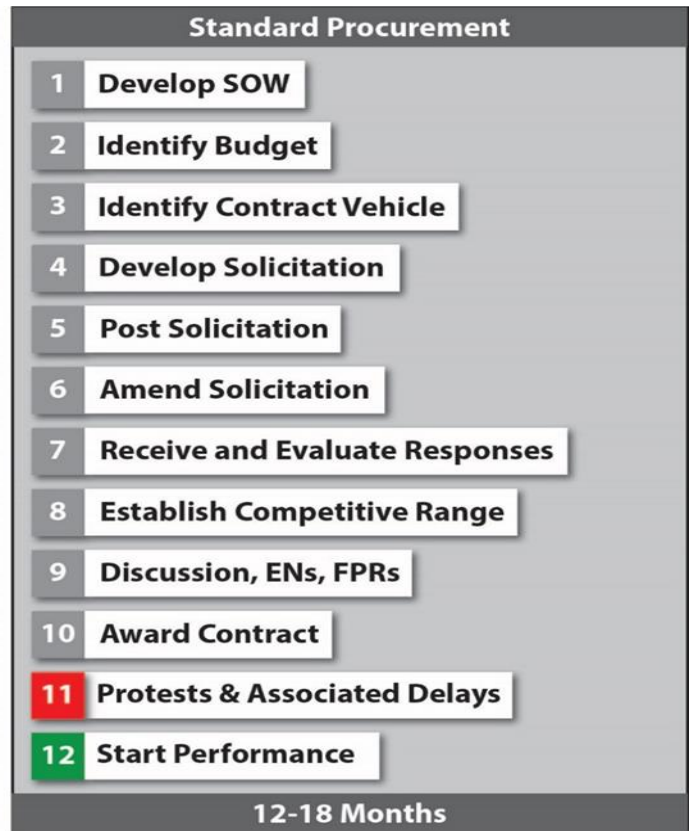 Standard Procurement
1 Develop SOW
2 Identify Budget
3 Identify Contract Vehicle
4 Develop Solicitation
5 Post Solicitation
6 Amend Solicitation
7 Receive and Evaluate Responses
8 Establish Competitive Range
9 Discussion, ENs, FPRs
10 Award Contract
11 Protests & Associated Delays
12 Start Performance
12-18 Months